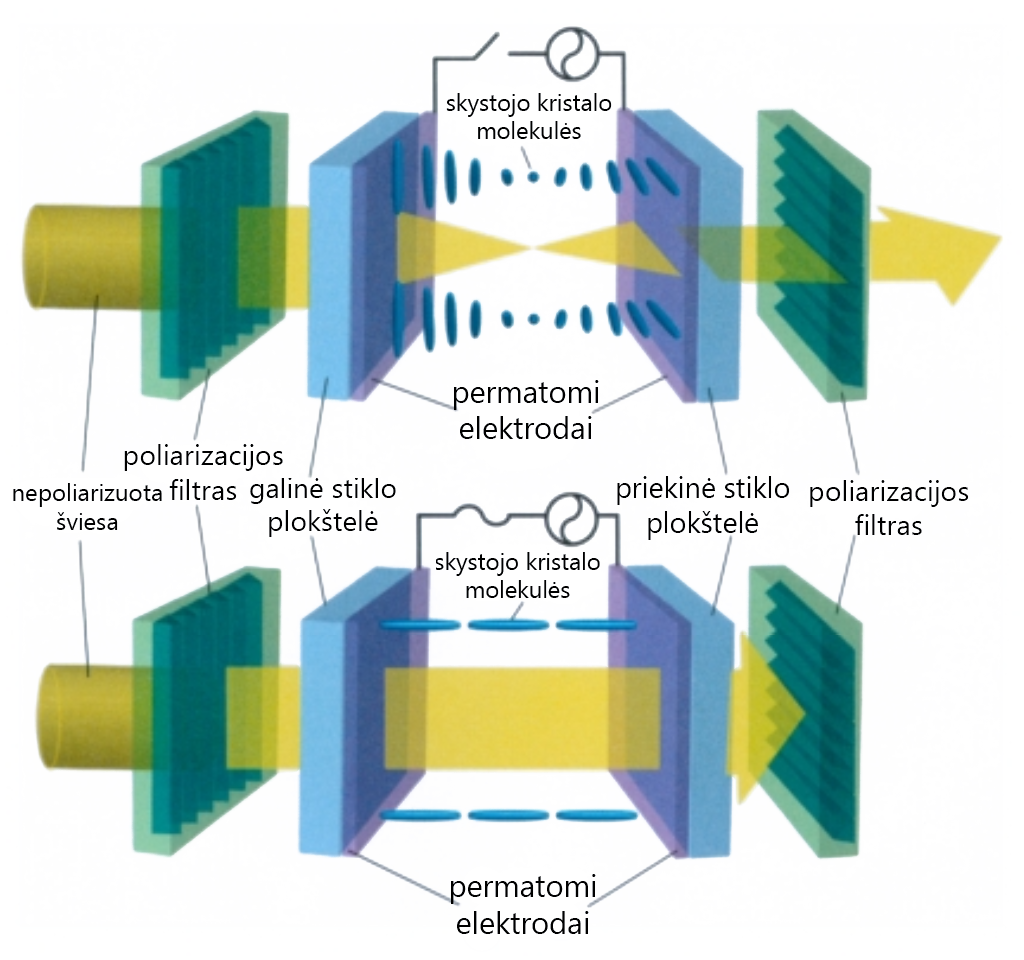 skystojo kristalo
molekulės
permatomi
elektrodai
nepoliarizuota
šviesa
poliarizacijos
filtras
galinė stiklo
plokštelė
priekinė stiklo
plokštelė
poliarizacijos
filtras
skystojo kristalo
molekulės
permatomi
elektrodai